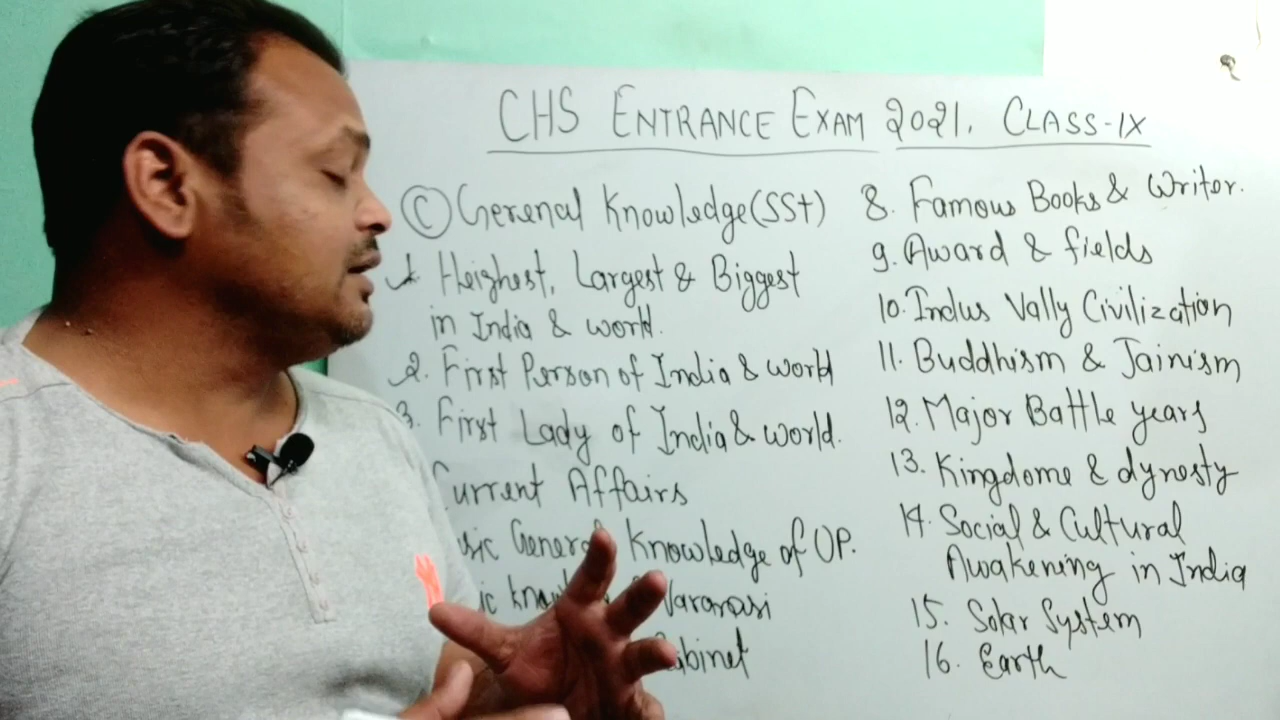 CHS ENTRANCE EXAM 2021. CLASS-IX
Ⓒ Gerenal Knowledge (SSt)
1. Heighest, Largest & Biggest
in India & world.
2. First Person of India & world
3. First Lady of India & world.
Current Affairs
Knowledge of UP.
Varanasi
8. Famous Books & Writer.
9. Award & fields
10. Indus Vally Civilization
11. Buddhism & Jainism
12. Major Battle years
13. Kingdome & dynesty
14. Social & Cultural
Awakening in India
15. Solar System
16. Earth